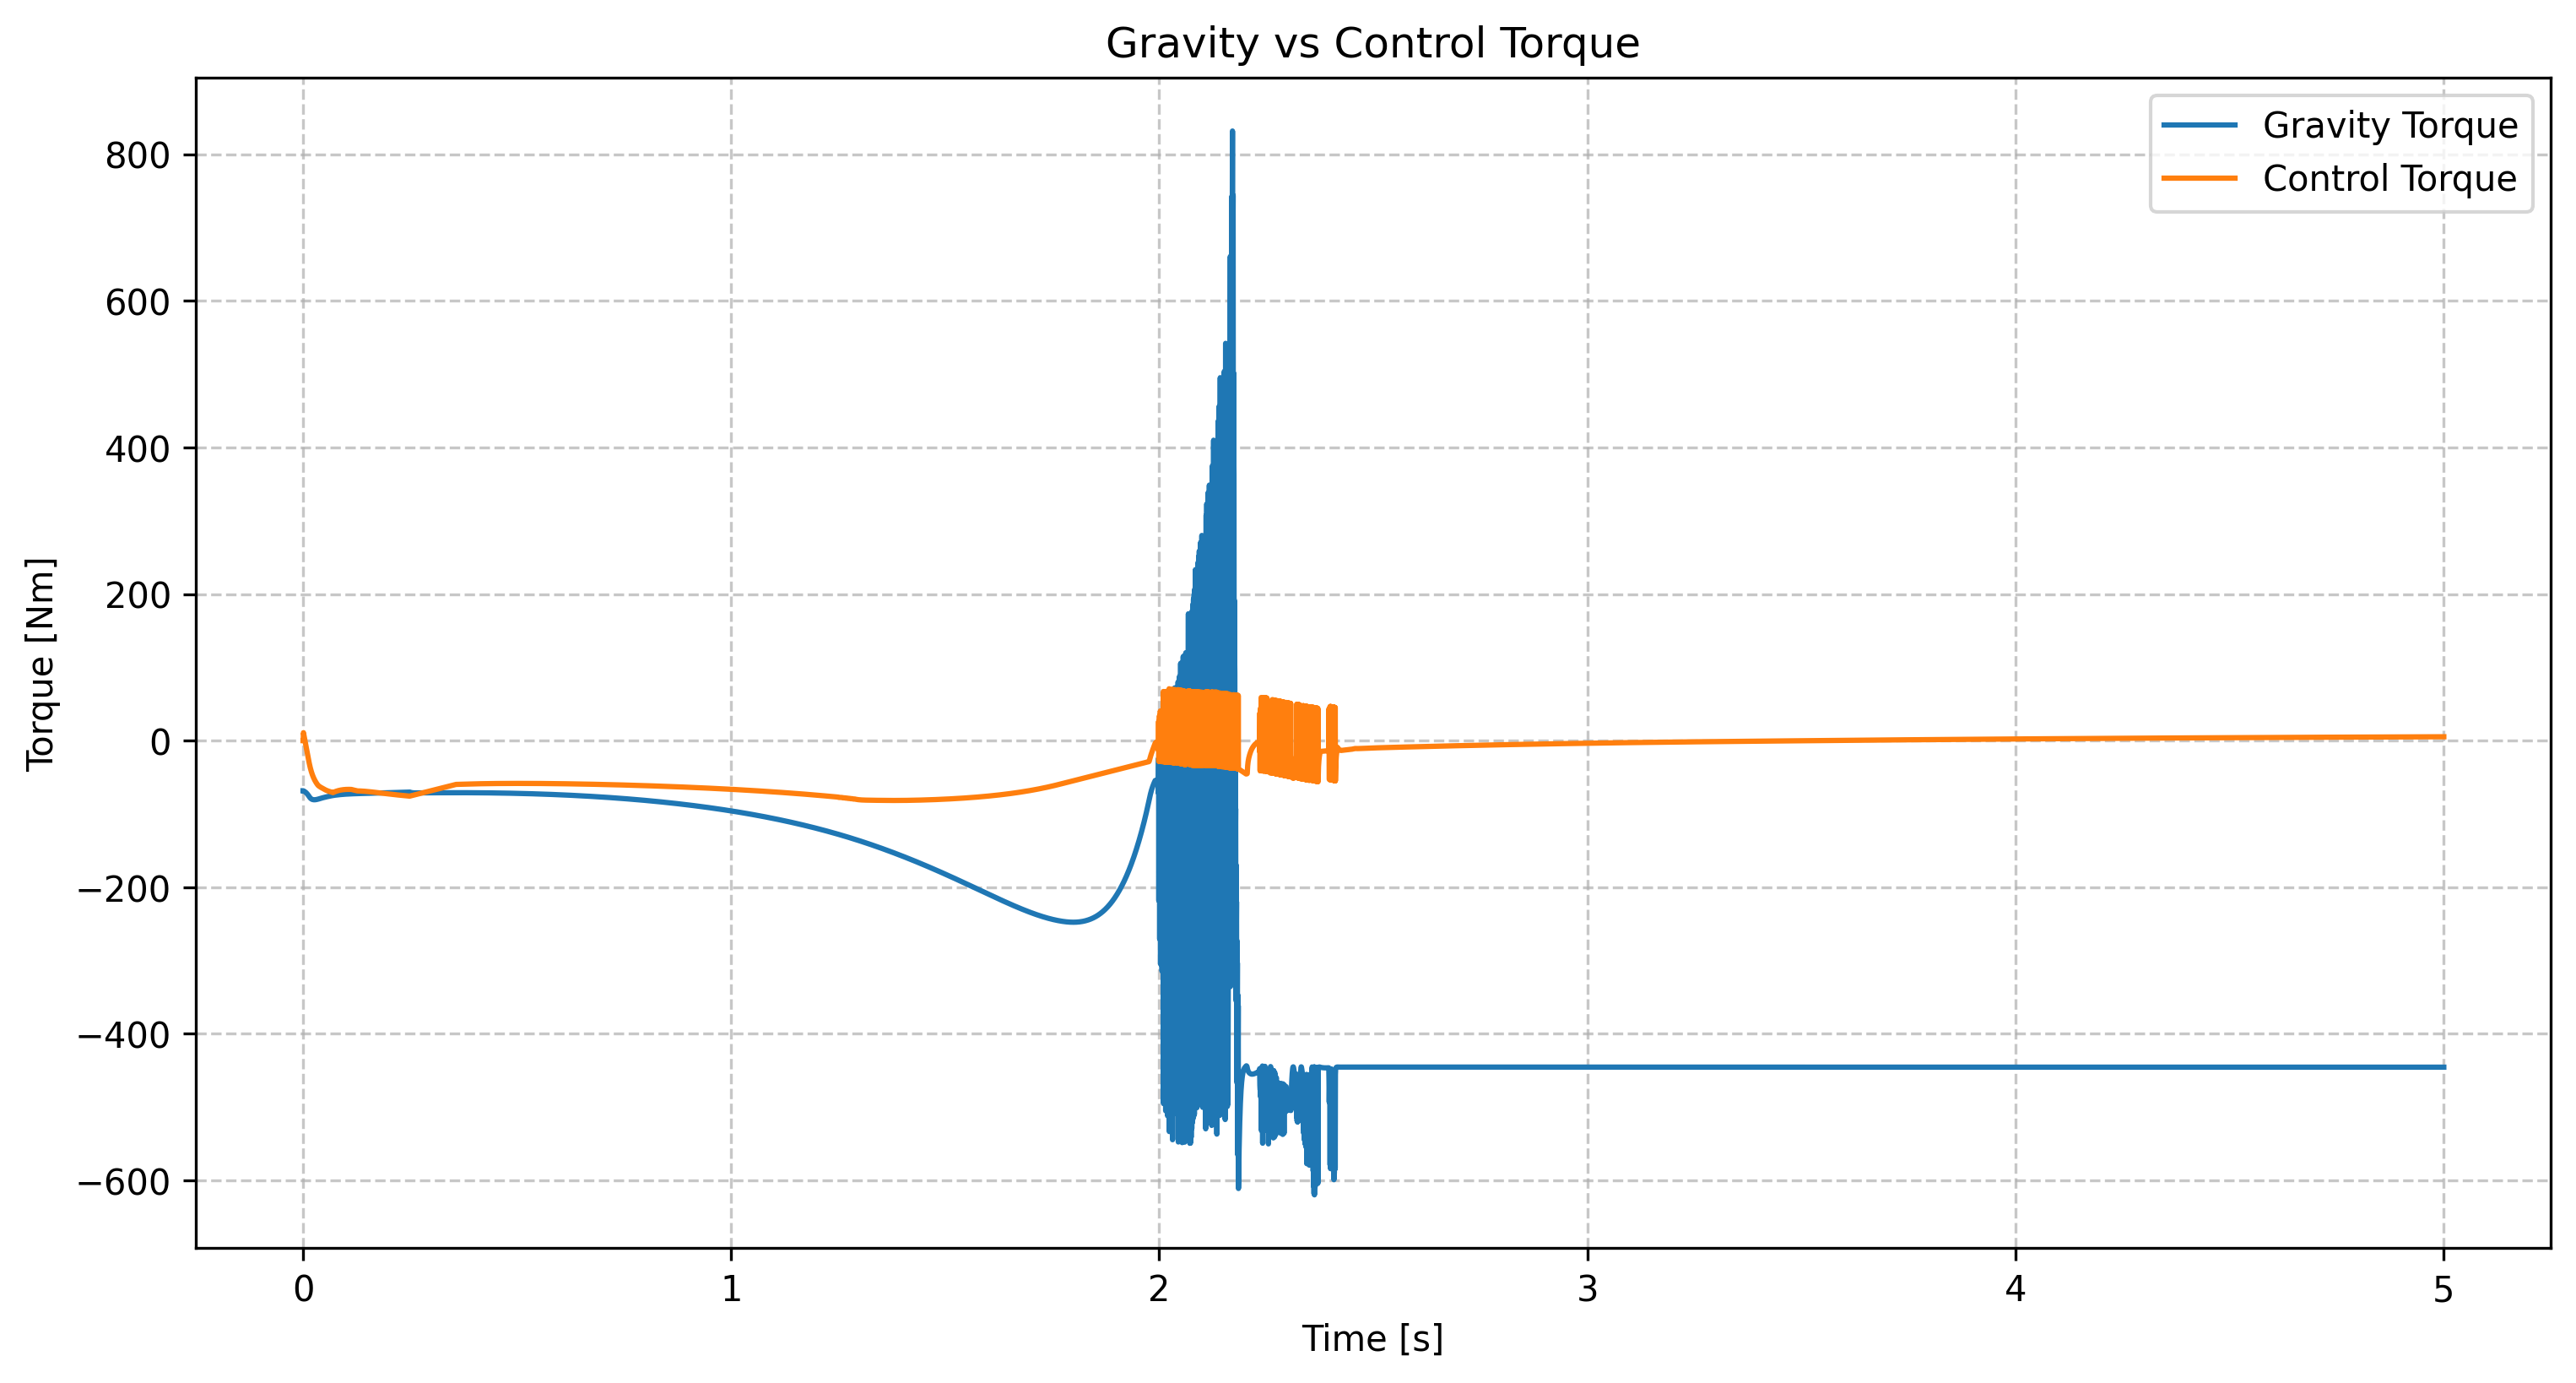 Gravity vs Control Torque
Gravity Torque
Control Torque
Torque [Nm]
800
600
400
200
0
−200
−400
−600
0 1 2 3 4 5
Time [s]